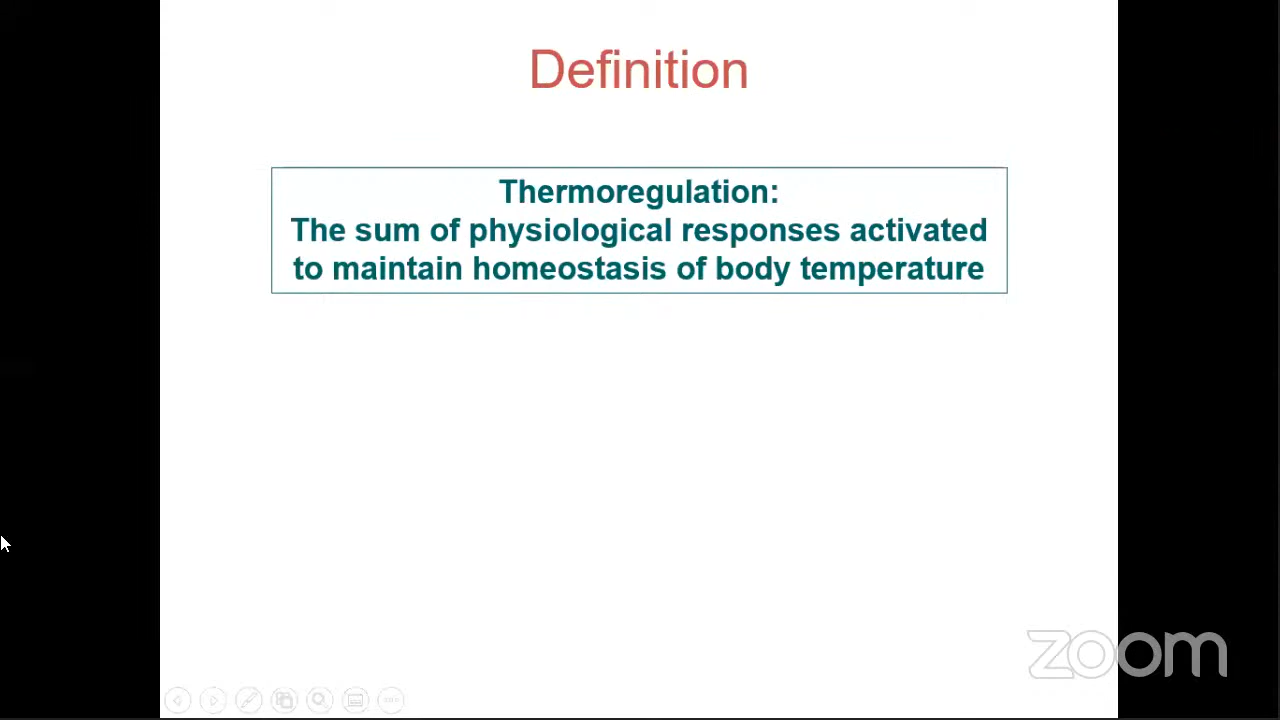 Definition
Thermoregulation:
The sum of physiological responses activated
to maintain homeostasis of body temperature
zoom